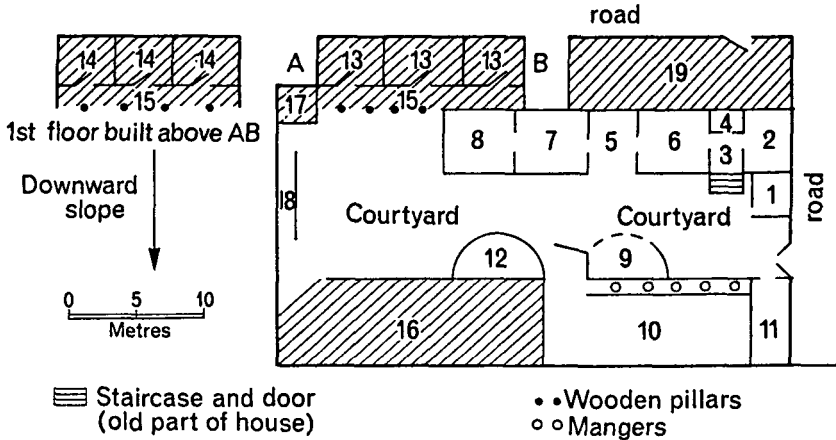 road
14 14 14
A 13 13 13 B
19
17 15
15
1st floor built above AB
8 7 5 6 4 2
3
1
Downward
slope
18 Courtyard Courtyard
road
12 9
0 5 10
Metres
16 10 11
Staircase and door
(old part of house)
Wooden pillars
Mangers